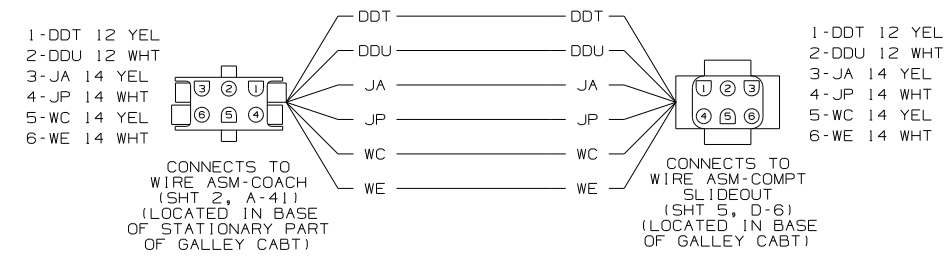 1-DDT 12 YEL
2-DDU 12 WHT
3-JA 14 YEL
4-JP 14 WHT
5-WC 14 YEL
6-WE 14 WHT
3 2 1
6 5 4
CONNECTS TO
WIRE ASM-COACH
(SHT 2, A-41)
(LOCATED IN BASE
OF STATIONARY PART
OF GALLEY CABT)
DDT DDT
DDU DDU
JA JA
JP JP
WC WC
WE WE
1 2 3
4 5 6
CONNECTS TO
WIRE ASM-COMPT
SLIDEOUT
(SHT 5, D-6)
(LOCATED IN BASE
OF GALLEY CABT)
1-DDT 12 YEL
2-DDU 12 WHT
3-JA 14 YEL
4-JP 14 WHT
5-WC 14 YEL
6-WE 14 WHT